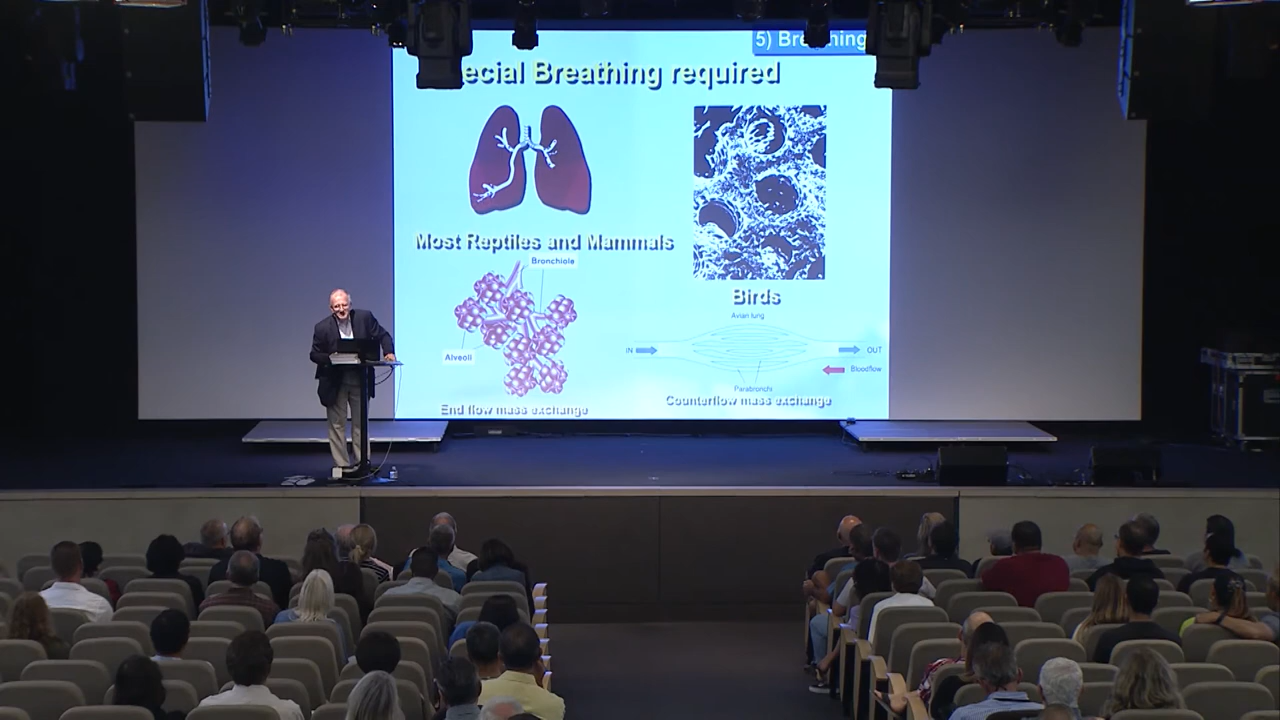 5) Breathing
ecial Breathing required
Most Reptiles and Mammals
Bronchiole
Alveoli
End flow mass exchange
Birds
Avian lung
IN
OUT
Bloodflow
Parabronchi
Counterflow mass exchange